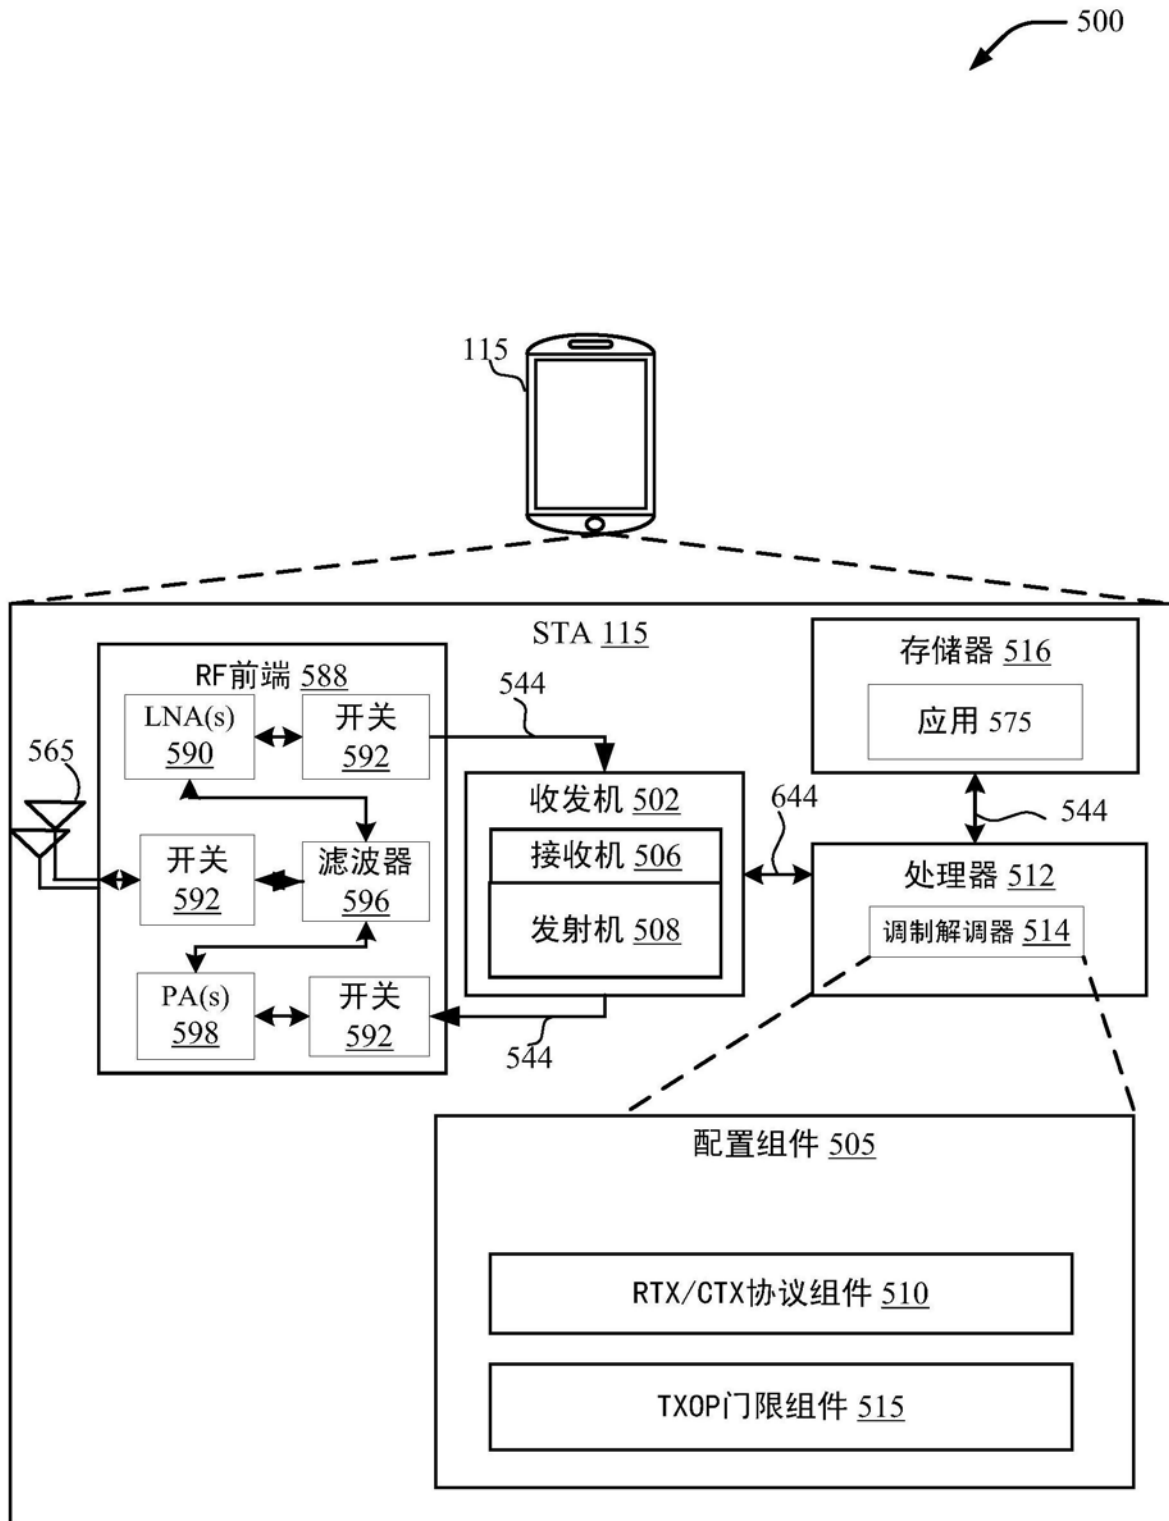 500
115
STA 115
RF前端 588
LNA(s)
590
开关
592
544
存储器 516
应用 575
565
收发机 502
接收机 506
发射机 508
644
544
开关
592
滤波器
596
处理器 512
调制解调器 514
PA(s)
598
开关
592
544
配置组件 505
RTX/CTX协议组件 510
TXOP门限组件 515